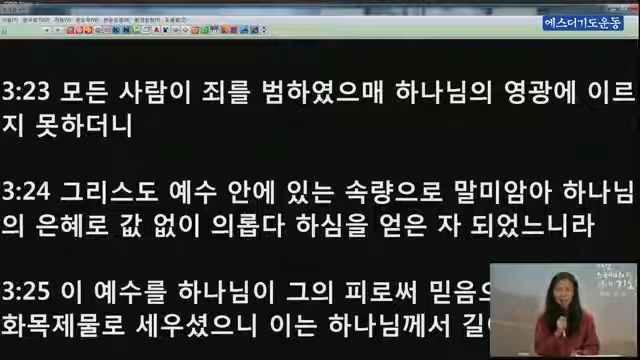 에스더기도운동
3:23 모든 사람이 죄를 범하였으매 하나님의 영광에 이르
지 못하더니
3:24 그리스도 예수 안에 있는 속량으로 말미암아 하나님
의 은혜로 값 없이 의롭다 하심을 얻은 자 되었느니라
3:25 이 예수를 하나님이 그의 피로써
화목제물로 세우셨으니 이는 하나님께서